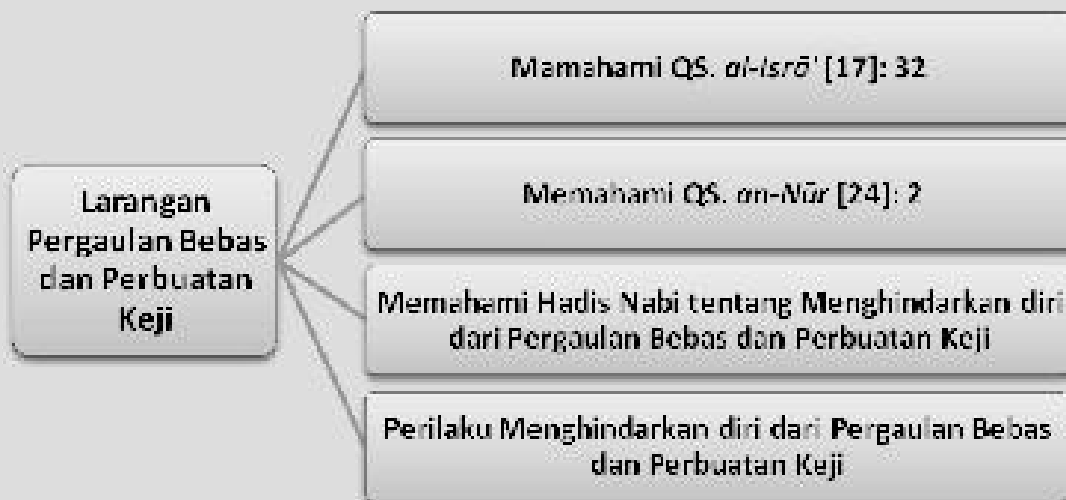 Larangan
Pergaulan Bebas
dan Perbuatan
Keji
Mamahami QS. al-Isrō' [17]: 32
Memahami QS. an-Nūr [24]: 2
Memahami Hadis Nabi tentang Menghindarkan diri
dari Pergaulan Bebas dan Perbuatan Keji
Perilaku Menghindarkan diri dari Pergaulan Bebas
dan Perbuatan Keji